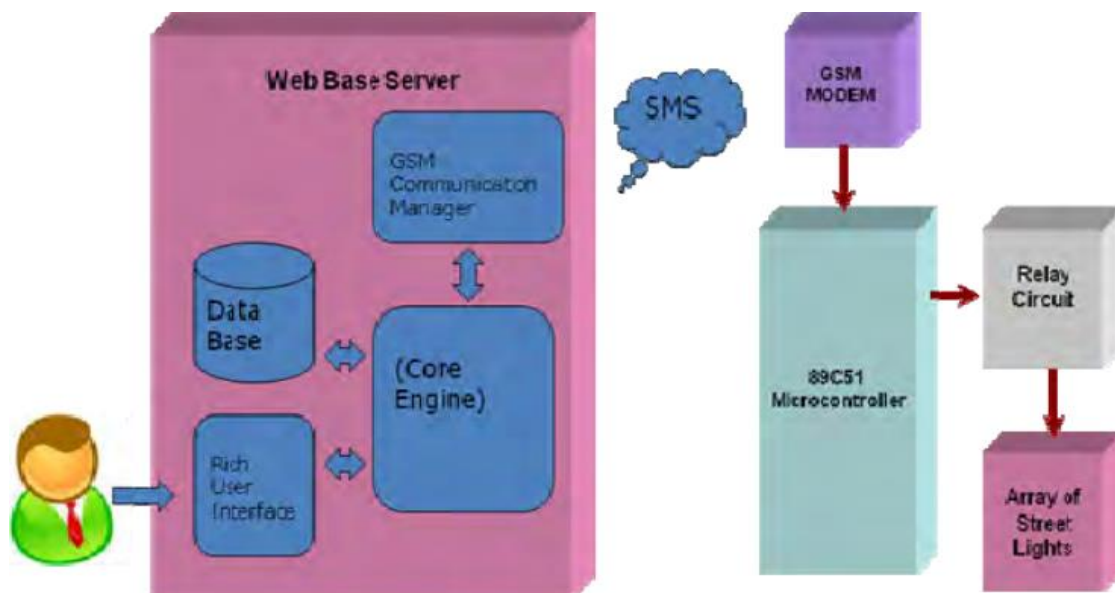 Web Base Server
GSM
Communication
Manager
Data
Base
(Core
Engine)
Rich
User
Interface
SMS
GSM
MODEM
89C51
Microcontroller
Relay
Circuit
Array of
Street
Lights